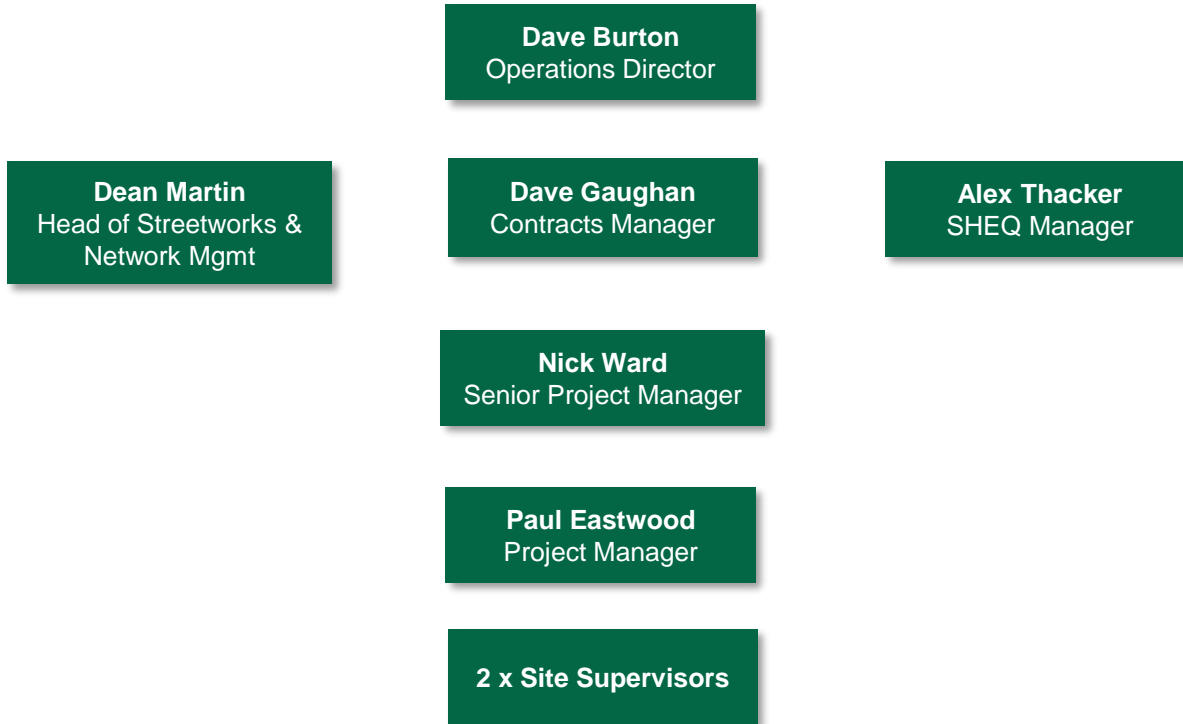 Dave Burton
Operations Director
Dean Martin
Head of Streetworks &
Network Mgmt
Dave Gaughan
Contracts Manager
Alex Thacker
SHEQ Manager
Nick Ward
Senior Project Manager
Paul Eastwood
Project Manager
2 x Site Supervisors